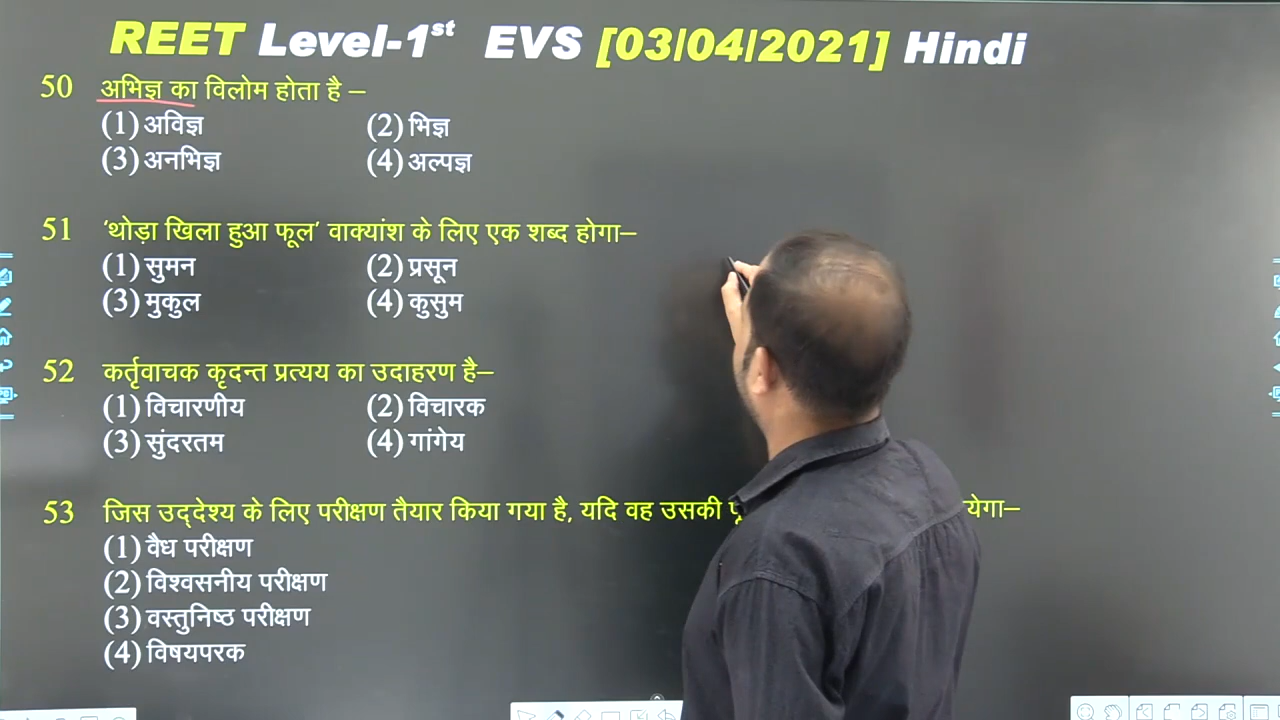 REET Level-1st EVS [03/04/2021] Hindi
50 अभिज्ञ का विलोम होता है –
(1) अविज्ञ (2) भिज्ञ
(3) अनभिज्ञ (4) अल्पज्ञ
51 'थोड़ा खिला हुआ फूल' वाक्यांश के लिए एक शब्द होगा–
(1) सुमन (2) प्रसून
(3) मुकुल (4) कुसुम
52 कर्तृवाचक कृदन्त प्रत्यय का उदाहरण है–
(1) विचारणीय (2) विचारक
(3) सुंदरतम (4) गांगेय
53 जिस उद्देश्य के लिए परीक्षण तैयार किया गया है, यदि वह उसकी येगा–
(1) वैध परीक्षण
(2) विश्वसनीय परीक्षण
(3) वस्तुनिष्ठ परीक्षण
(4) विषयपरक